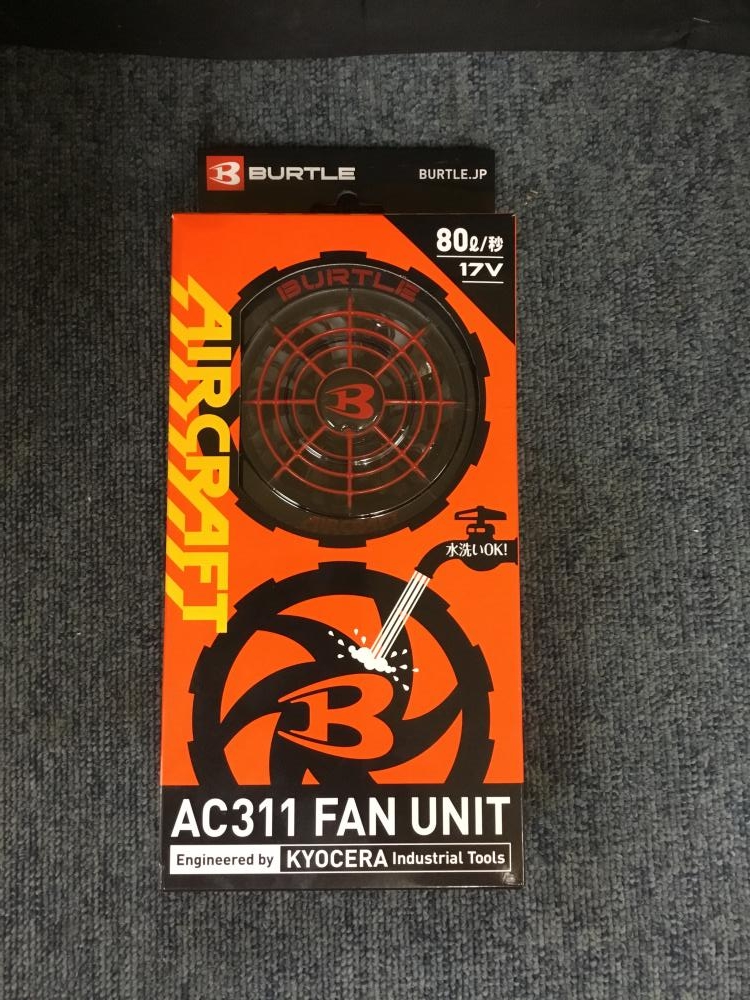 BURTLE
BURTLE.JP
80ℓ/秒
17V
BURTLE
AIRCRAFT
水洗いOK!
AC311 FAN UNIT
Engineered by KYOCERA Industrial Tools